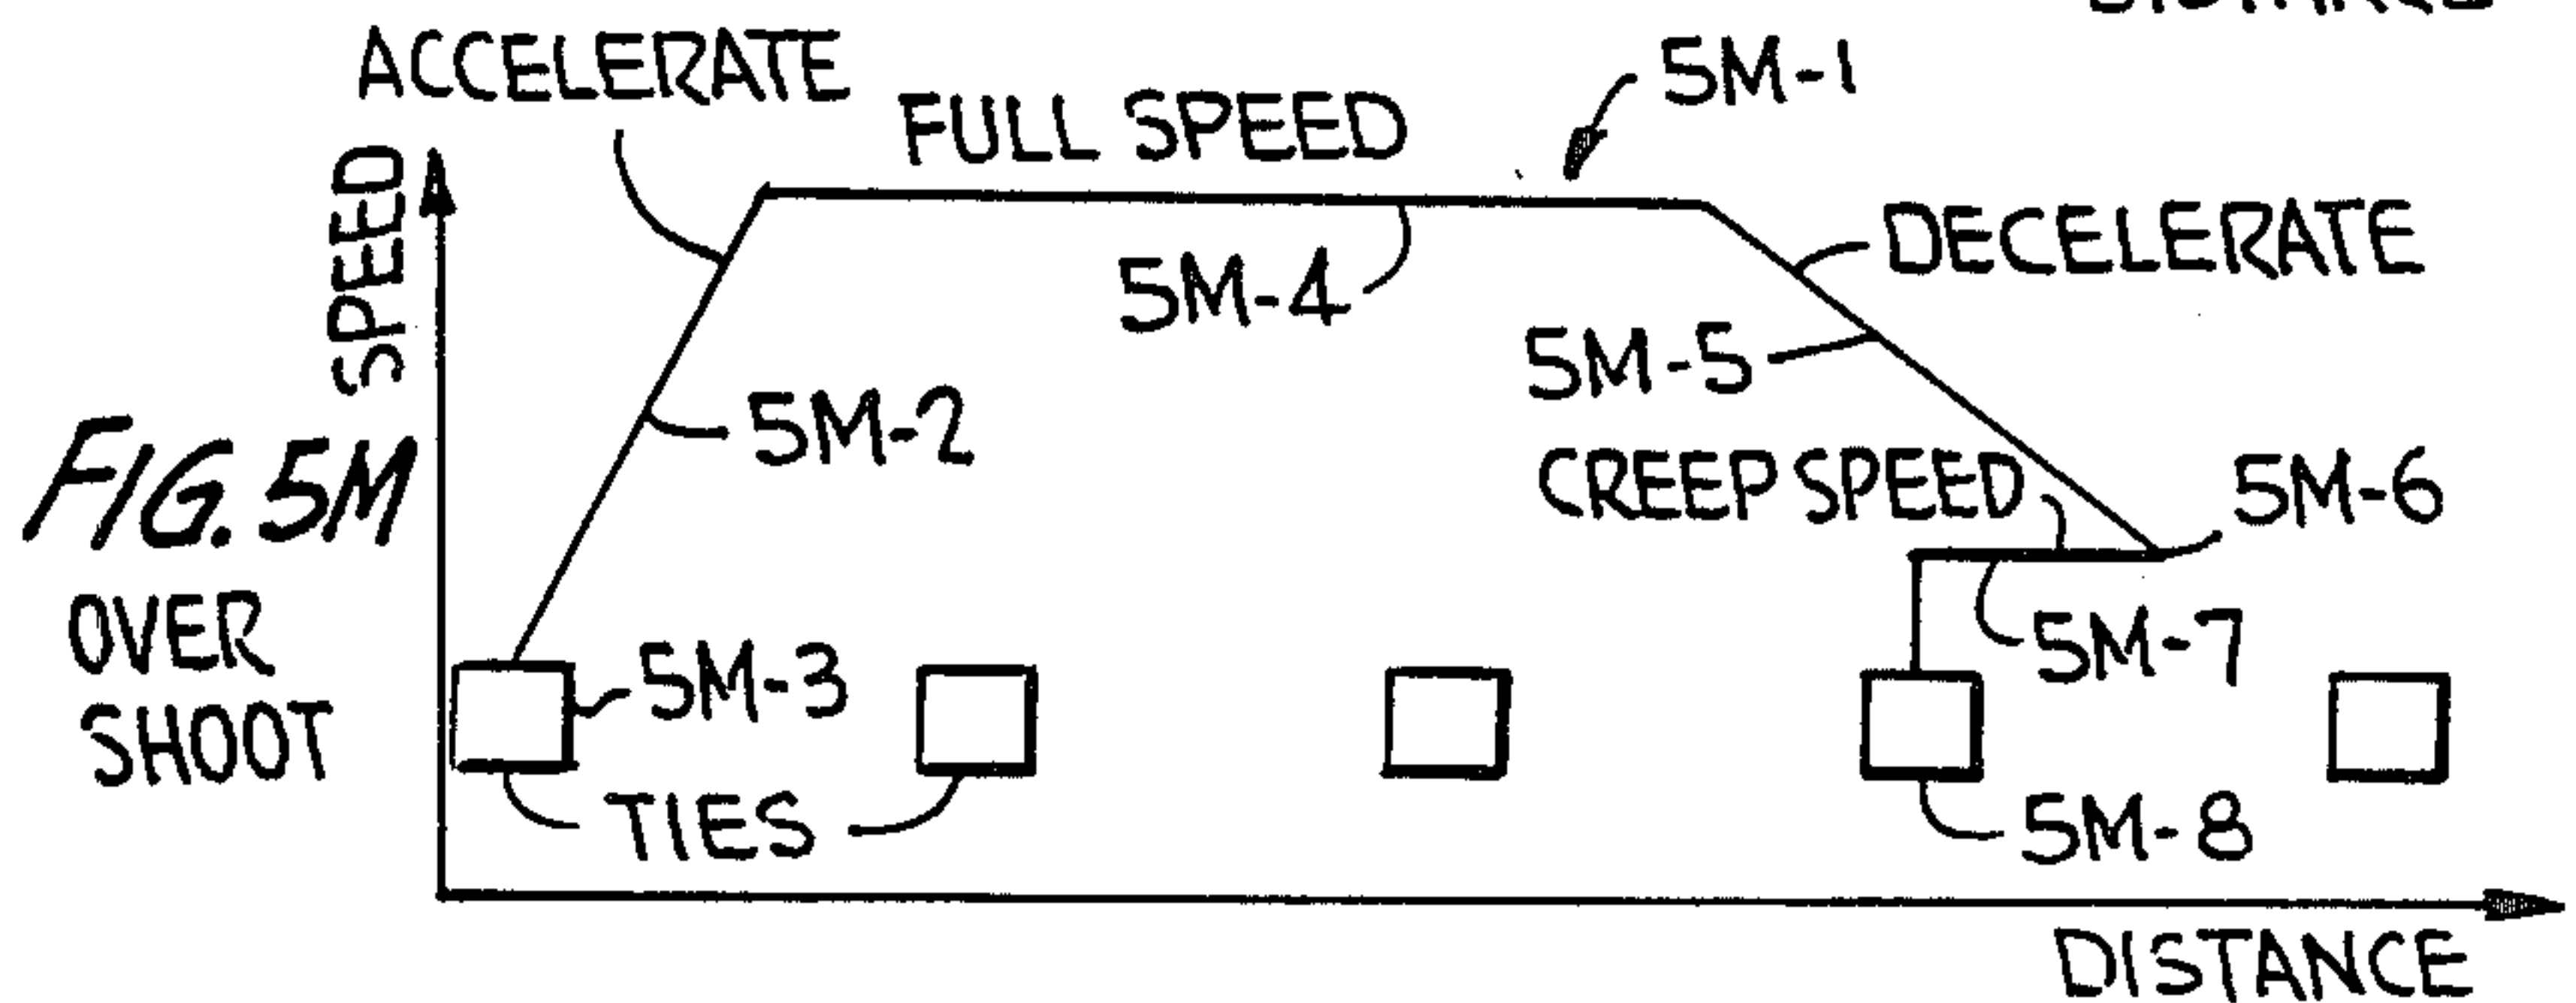 ACCELERATE
FULL SPEED
5M-1
SPEED
DECELERATE
5M-4
5M-5
5M-2
CREEP SPEED
5M-6
FIG. 5M
OVER
SHOOT
5M-3
5M-7
TIES
5M-8
DISTANCE